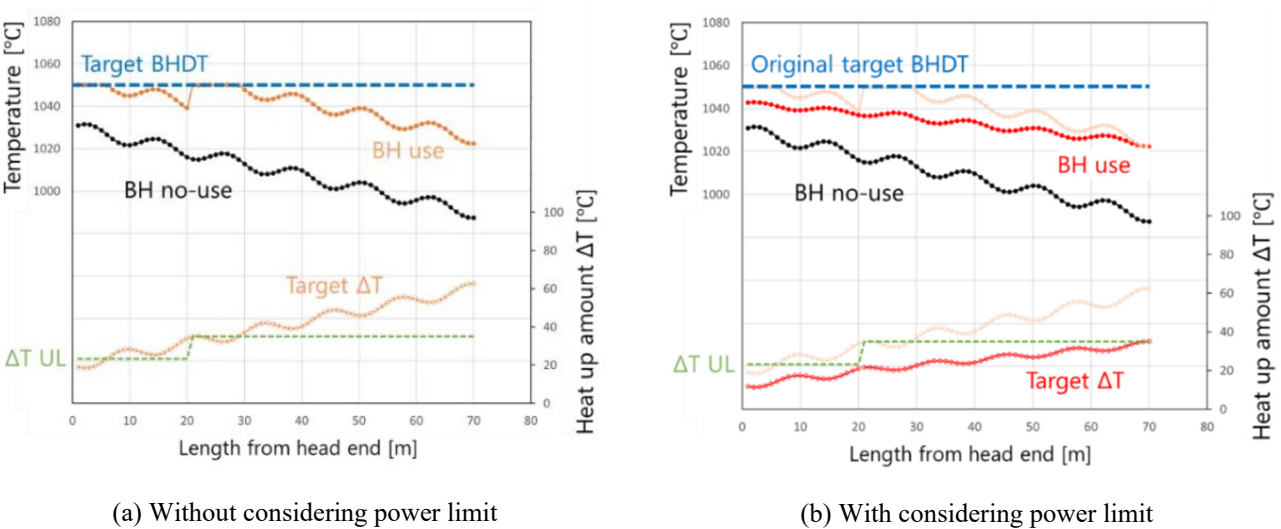 Temperature [℃]
1080
1060
1040
1020
1000
Target BHDT
BH use
BH no-use
Target ΔT
ΔT UL
100
80
60
40
20
0
Heat up amount ΔT [℃]
0 10 20 30 40 50 60 70 80
Length from head end [m]
(a) Without considering power limit
Temperature [℃]
1080
1060
1040
1020
1000
Original target BHDT
BH use
BH no-use
ΔT UL
Target ΔT
100
80
60
40
20
0
Heat up amount ΔT [℃]
0 10 20 30 40 50 60 70 80
Length from head end [m]
(b) With considering power limit